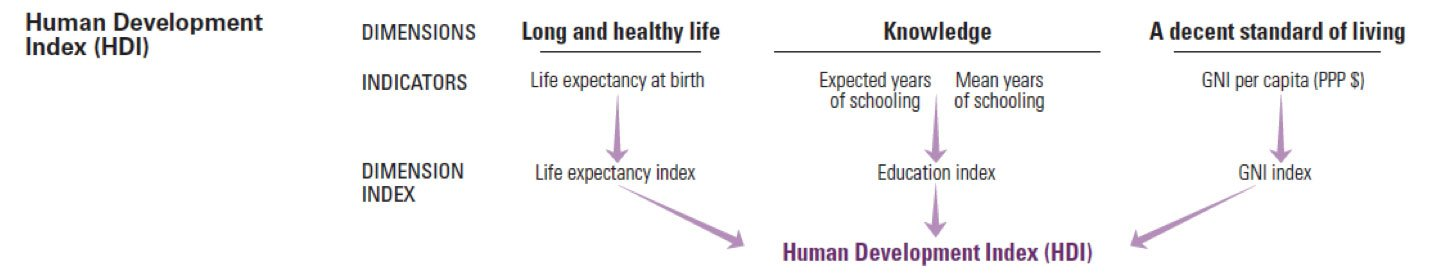 Human Development
Index (HDI)
DIMENSIONS
Long and healthy life
Knowledge
A decent standard of living
INDICATORS
Life expectancy at birth
Expected years
of schooling
Mean years
of schooling
GNI per capita (PPP $)
DIMENSION
INDEX
Life expectancy index
Education index
GNI index
Human Development Index (HDI)